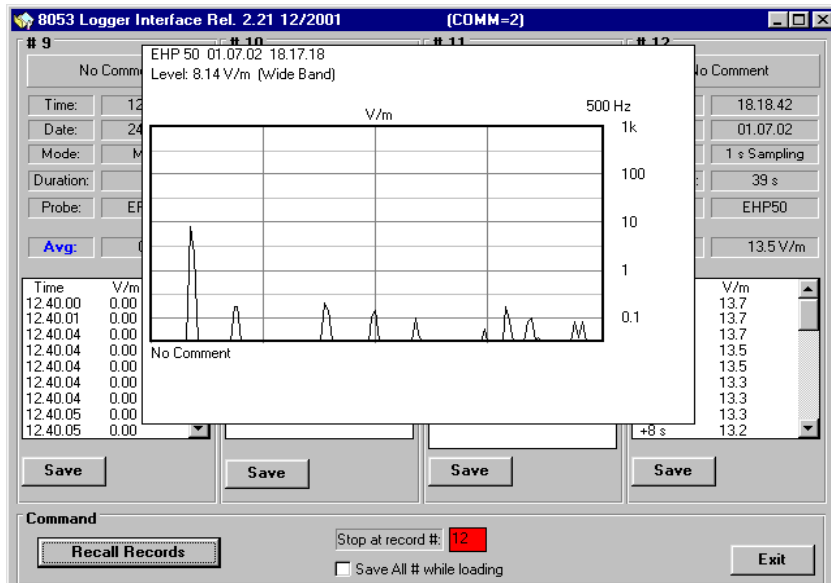 8053 Logger Interface Rel. 2.21 12/2001 (COMM=2)
# 9
# 10
# 11
# 12
No Comme
Time: 12
Date: 24
Mode: M
Duration:
Probe: EF
Avg: 0
Time V/m
12.40.00 0.00
12.40.01 0.00
12.40.04 0.00
12.40.04 0.00
12.40.04 0.00
12.40.04 0.00
12.40.04 0.00
12.40.05 0.00
12.40.05 0.00
Save
EHP 50 01.07.02 18.17.18
Level: 8.14 V/m (Wide Band)
V/m
500 Hz
1k
100
10
1
0.1
No Comment
Save
Save
No Comment
18.18.42
01.07.02
1 s Sampling
: 39 s
EHP50
13.5 V/m
V/m
13.7
13.7
13.7
13.5
13.5
13.3
13.3
13.3
+8 s 13.2
Save
Command
Recall Records
Stop at record #: 12
Save All # while loading
Exit